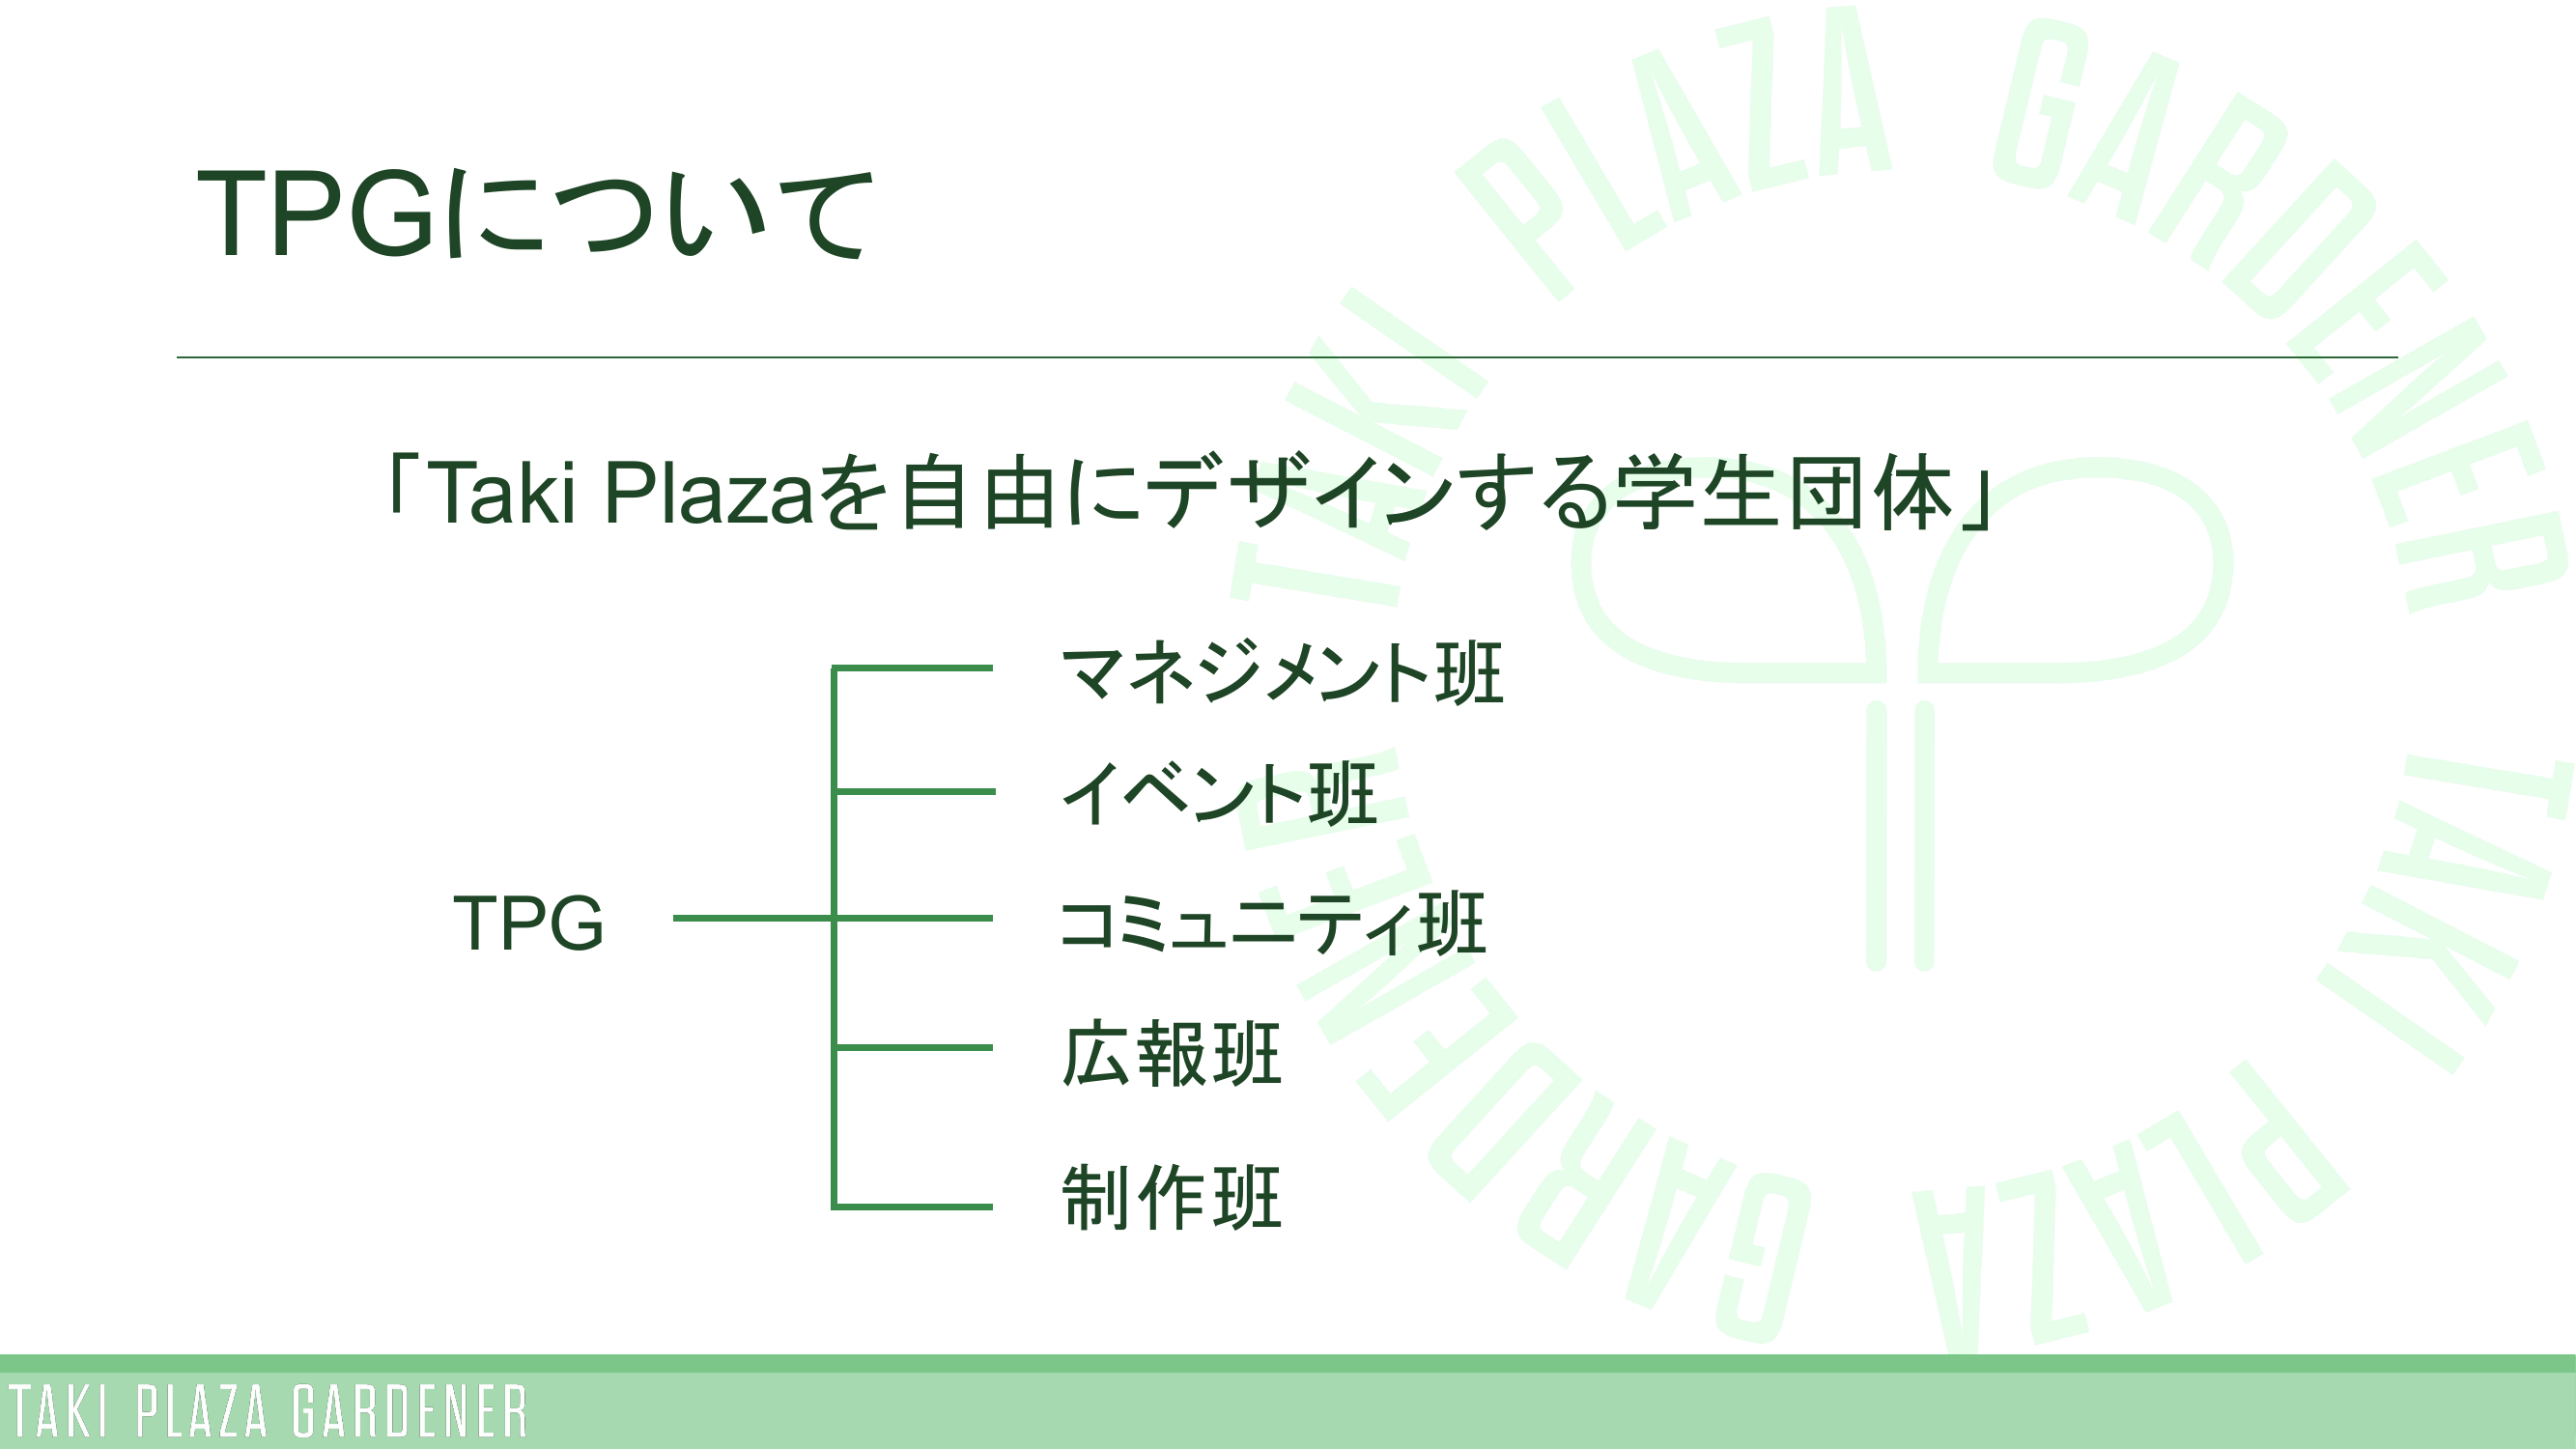 TPGについて
「Taki Plazaを自由にデザインする学生団体」
TPG
マネジメント班
イベント班
コミュニティ班
広報班
制作班
TAKI PLAZA GARDENER TAKI PLAZA GARDENER
TAKI PLAZA GARDENER